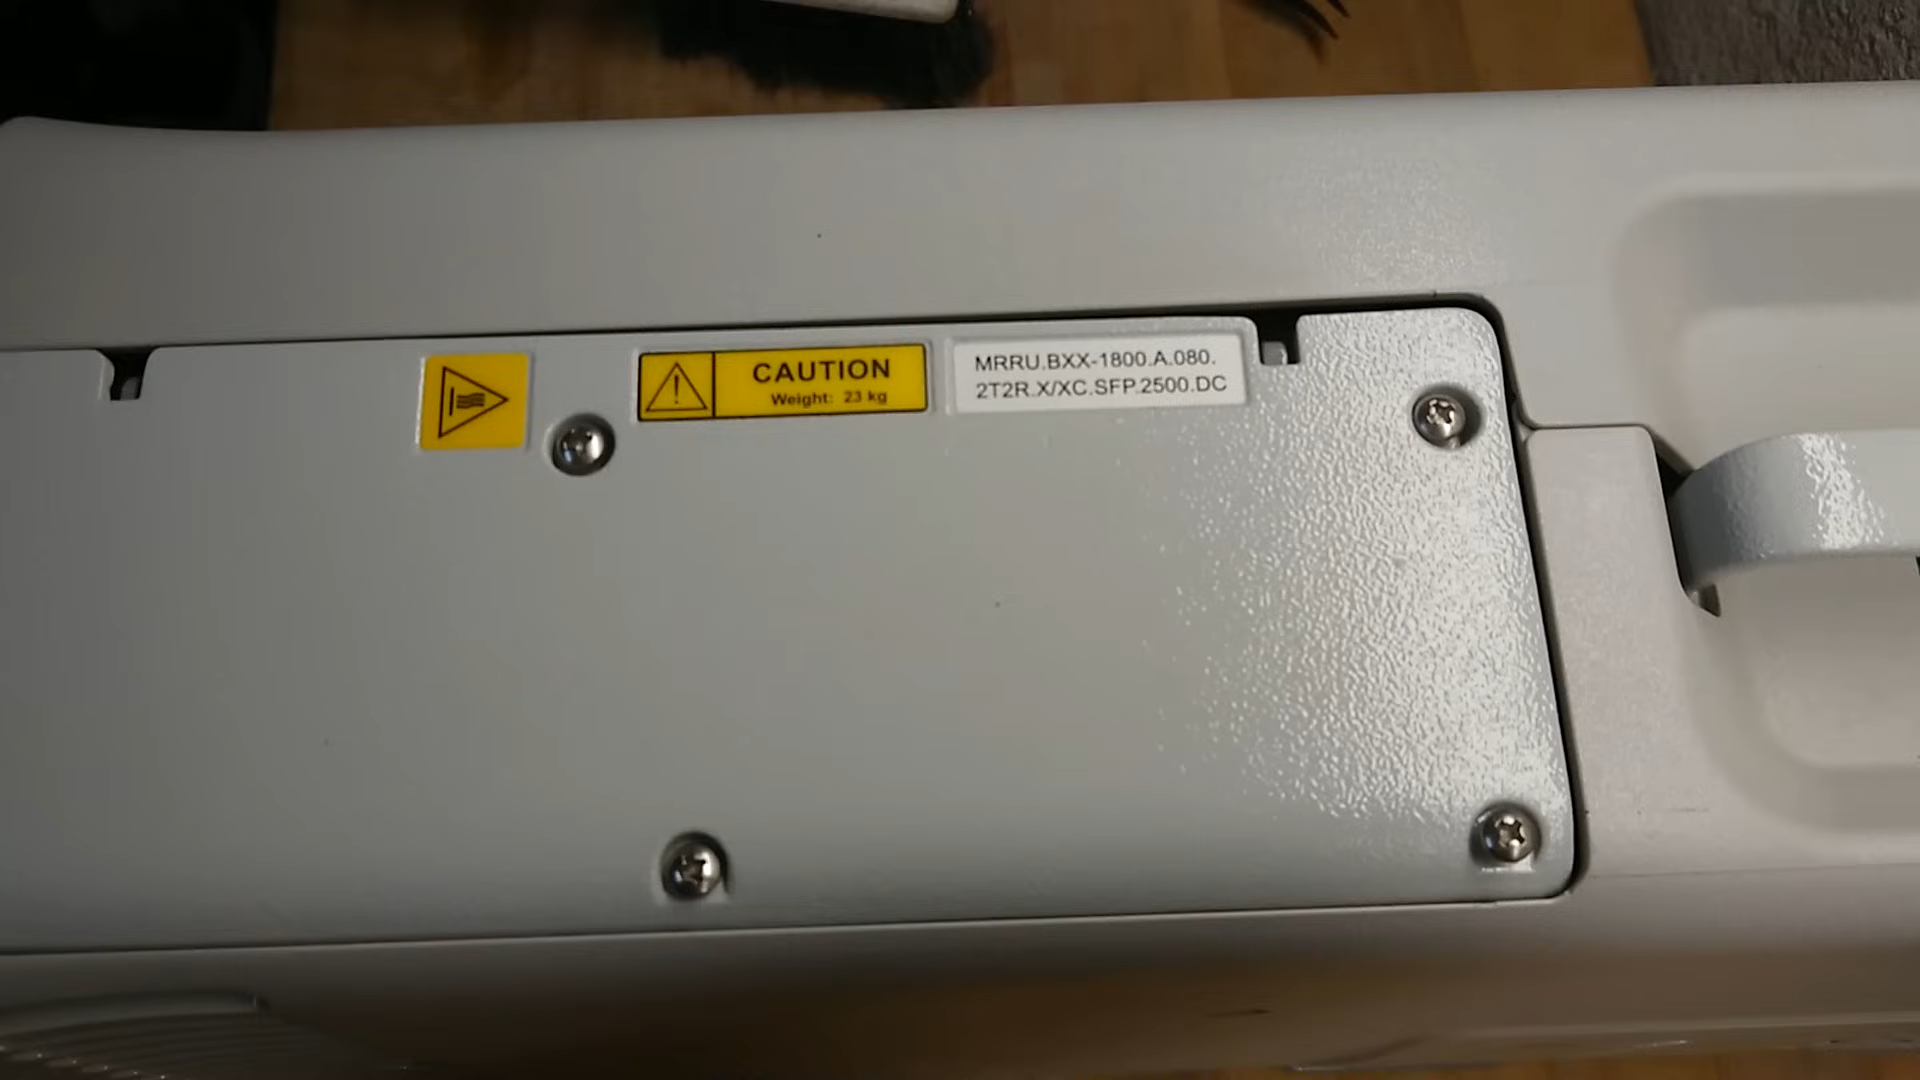 CAUTION
Weight: 23 kg
MRRU.BXX-1800.A.080.
2T2R.X/XC.SFP.2500.DC